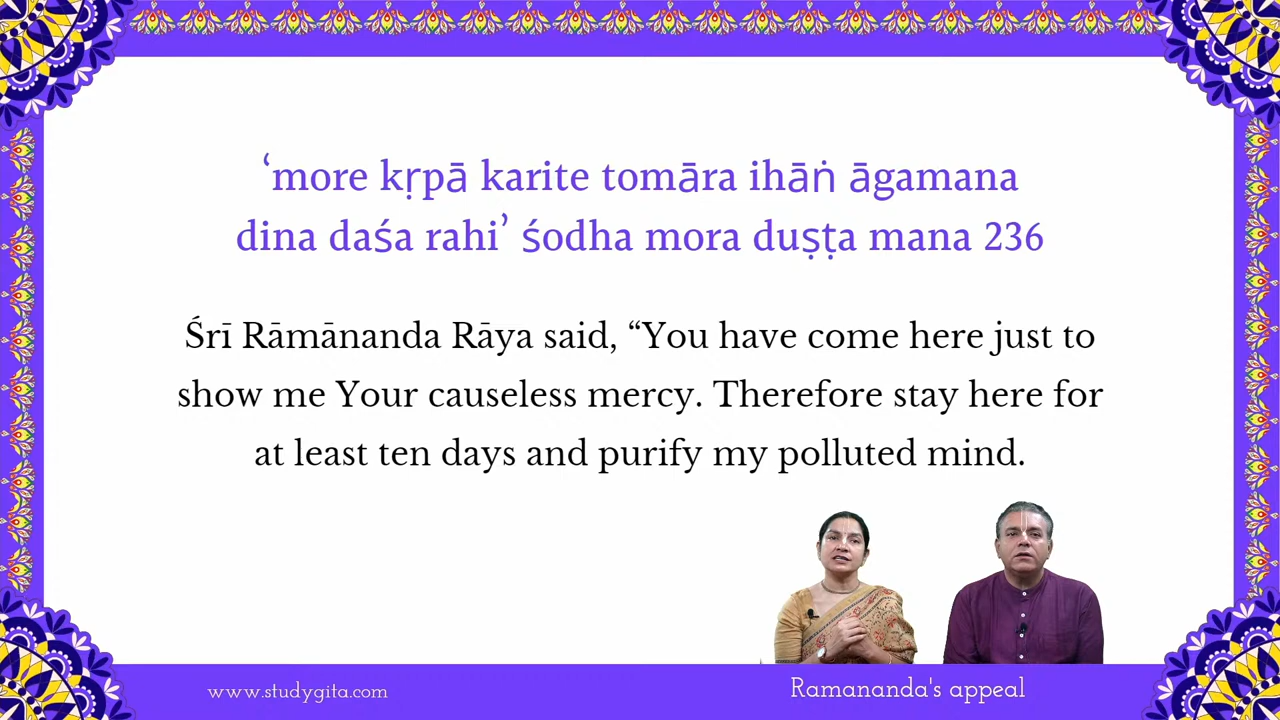 ‘more kṛpā karite tomāra ihāṅ āgamana
dina daśa rahi’ śodha mora duṣṭa mana 236
Śrī Rāmānanda Rāya said, “You have come here just to
show me Your causeless mercy. Therefore stay here for
at least ten days and purify my polluted mind.
www.studygita.com
Ramananda's appeal